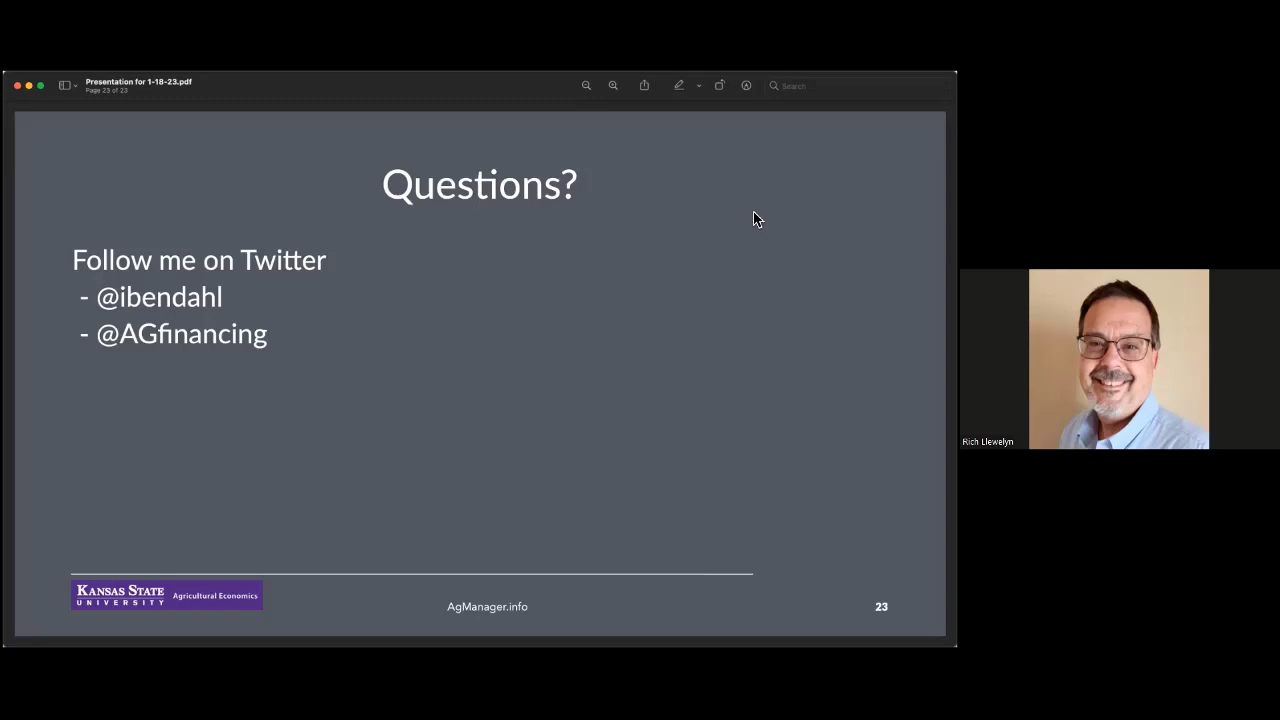 Presentation for 1-18-23.pdf
Page 23 of 23
Search
Questions?
Follow me on Twitter
- @ibendahl
- @AGfinancing
Rich Llewelyn
KANSAS STATE
UNIVERSITY
Agricultural Economics
AgManager.info
23